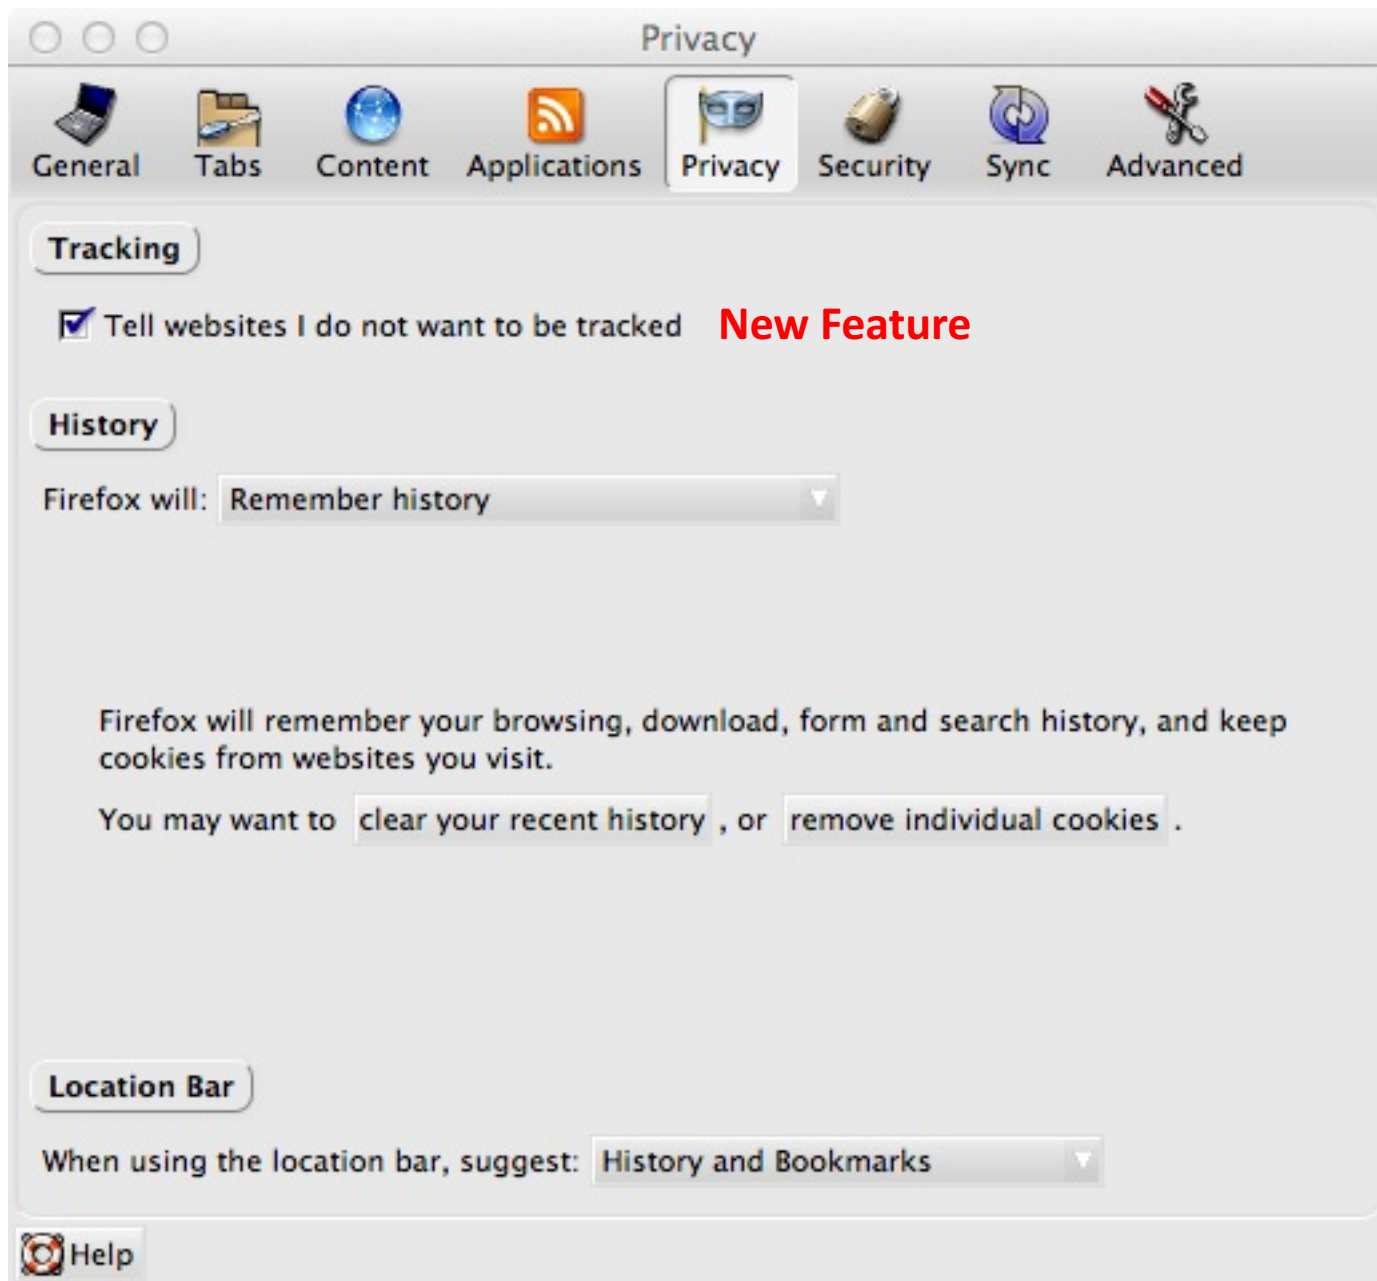 Privacy
General Tabs Content Applications Privacy Security Sync Advanced
Tracking
Tell websites I do not want to be tracked New Feature
History
Firefox will: Remember history
Firefox will remember your browsing, download, form and search history, and keep
cookies from websites you visit.
You may want to clear your recent history , or remove individual cookies .
Location Bar
When using the location bar, suggest: History and Bookmarks
Help